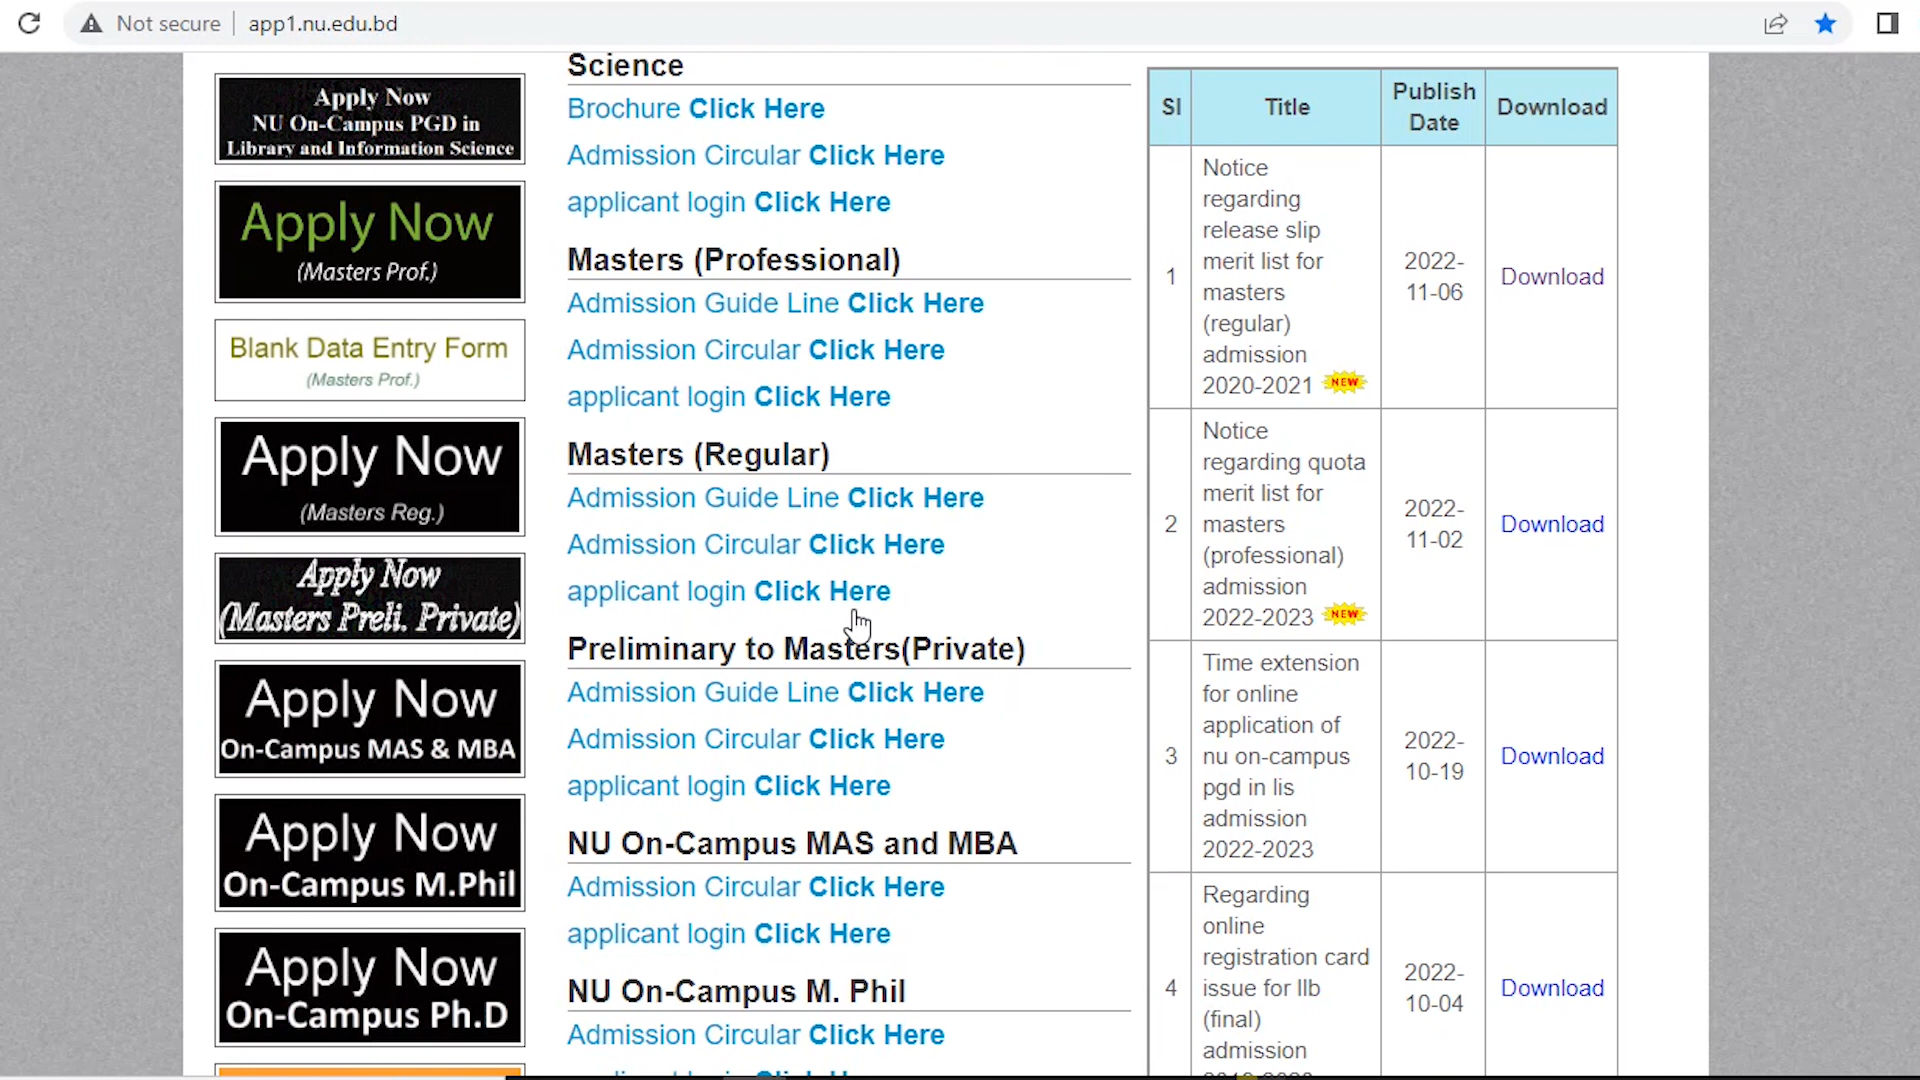 Not secure
app1.nu.edu.bd
Apply Now
NU On-Campus PGD in
Library and Information Science
Apply Now
(Masters Prof.)
Blank Data Entry Form
(Masters Prof.)
Apply Now
(Masters Reg.)
Apply Now
(Masters Preli. Private)
Apply Now
On-Campus MAS & MBA
Apply Now
On-Campus M.Phil
Apply Now
On-Campus Ph.D
Science
Brochure Click Here
Admission Circular Click Here
applicant login Click Here
Masters (Professional)
Admission Guide Line Click Here
Admission Circular Click Here
applicant login Click Here
Masters (Regular)
Admission Guide Line Click Here
Admission Circular Click Here
applicant login Click Here
Preliminary to Masters(Private)
Admission Guide Line Click Here
Admission Circular Click Here
applicant login Click Here
NU On-Campus MAS and MBA
Admission Circular Click Here
applicant login Click Here
NU On-Campus M. Phil
Admission Circular Click Here
Sl
Title
Publish
Date
Download
1
Notice
regarding
release slip
merit list for
masters
(regular)
admission
2020-2021 NEW
2022-
11-06
Download
2
Notice
regarding quota
merit list for
masters
(professional)
admission
2022-2023 NEW
2022-
11-02
Download
3
Time extension
for online
application of
nu on-campus
pgd in lis
admission
2022-2023
2022-
10-19
Download
4
Regarding
online
registration card
issue for llb
(final)
admission
2022-
10-04
Download